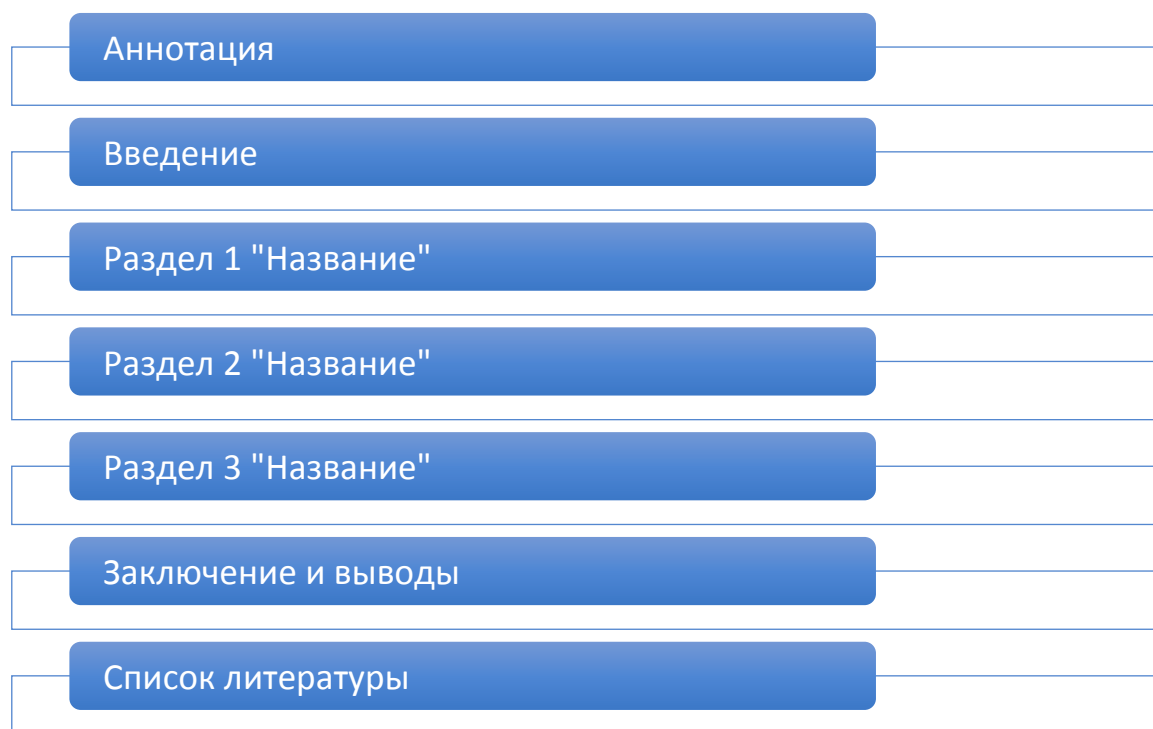 Аннотация
Введение
Раздел 1 "Название"
Раздел 2 "Название"
Раздел 3 "Название"
Заключение и выводы
Список литературы